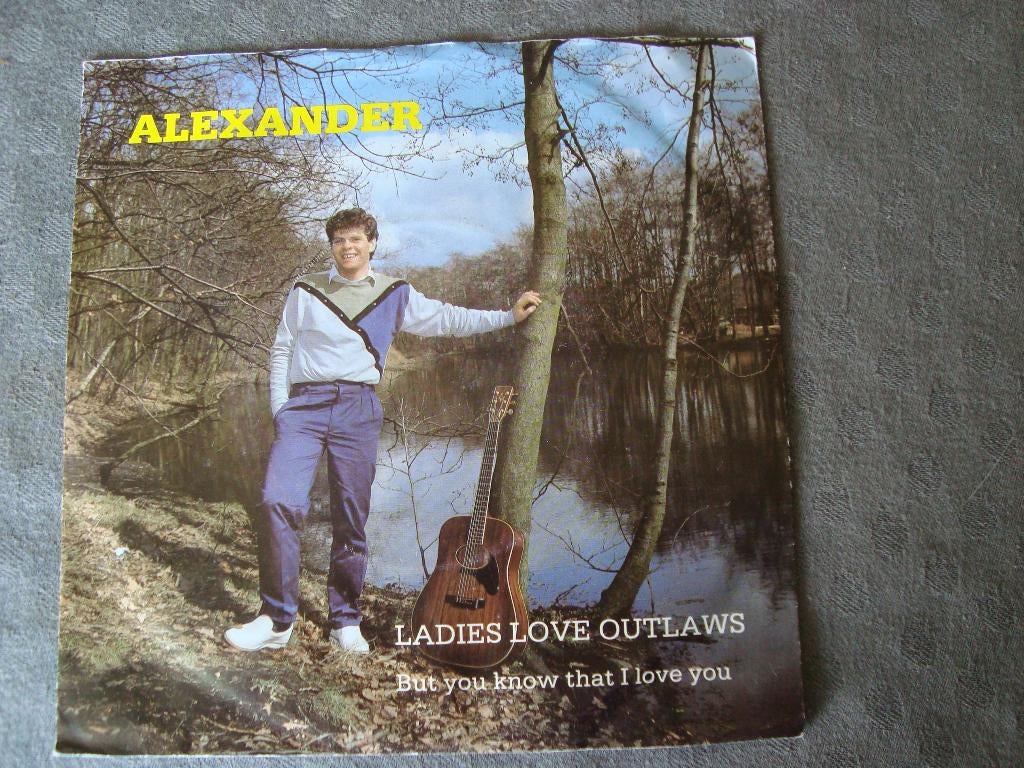 ALEXANDER
LADIES LOVE OUTLAWS
But you know that I love you